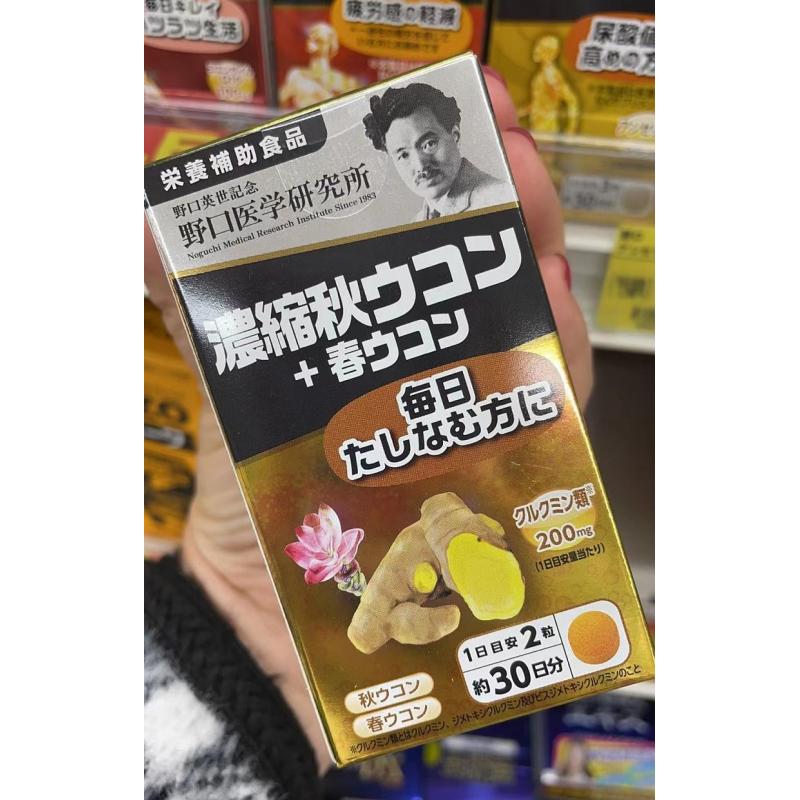 毎日キレイ
疲労感の軽減
尿酸値
高めの方
栄養補助食品
野口英世記念
野口医学研究所
Noguchi Medical Research Institute Since 1983
濃縮秋ウコン
+ 春ウコン
毎日
たしなむ方に
クルクミン類※
200mg
(1日目安量当たり)
1日目安2粒
約30日分
秋ウコン
春ウコン
※クルクミン類とはクルクミン、ジメトキシクルクミン及びビスジメトキシクルクミンのこと